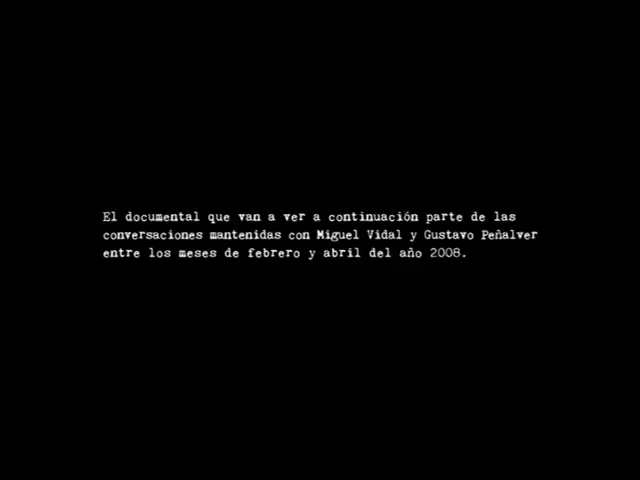 El documental que van a ver a continuación parte de las
conversaciones mantenidas con Miguel Vidal y Gustavo Peñalver
entre los meses de febrero y abril del año 2008.